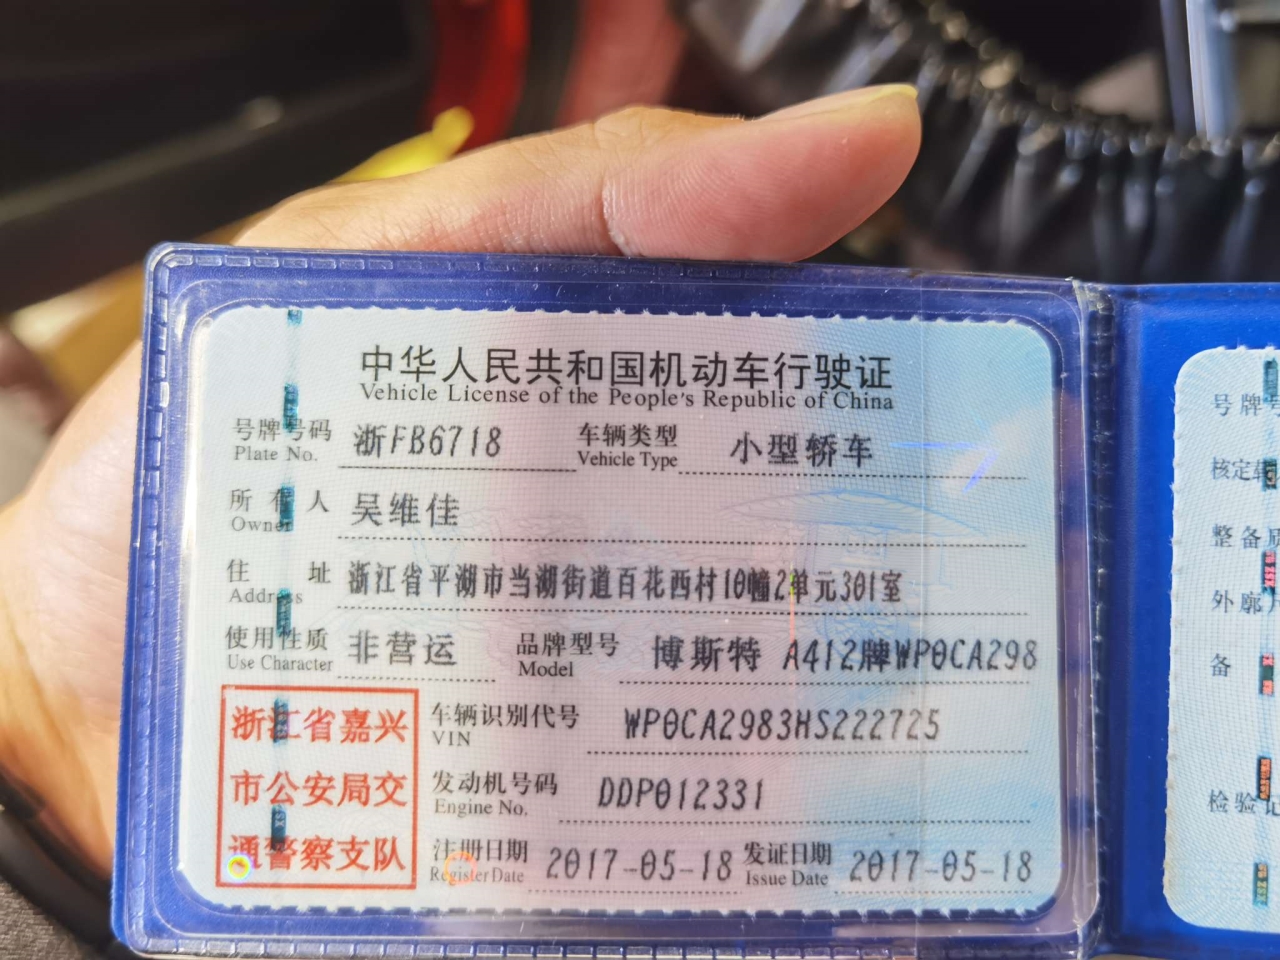 中华人民共和国机动车行驶证
Vehicle License of the People's Republic of China
号牌号码 浙FB6718 车辆类型 小型轿车
Plate No. Vehicle Type
所有人 吴维佳
Owner
住址 浙江省平湖市当湖街道百花西村10幢2单元301室
Address
使用性质 非营运 品牌型号 博斯特 A412牌WP0CA298
Use Character Model
浙江省嘉兴
市公安局交
通警察支队
车辆识别代号 WP0CA2983HS222725
VIN
发动机号码 DDP012331
Engine No.
注册日期 2017-05-18 发证日期 2017-05-18
Register Date Issue Date
号牌
核定
整备
外廓
备
检验记